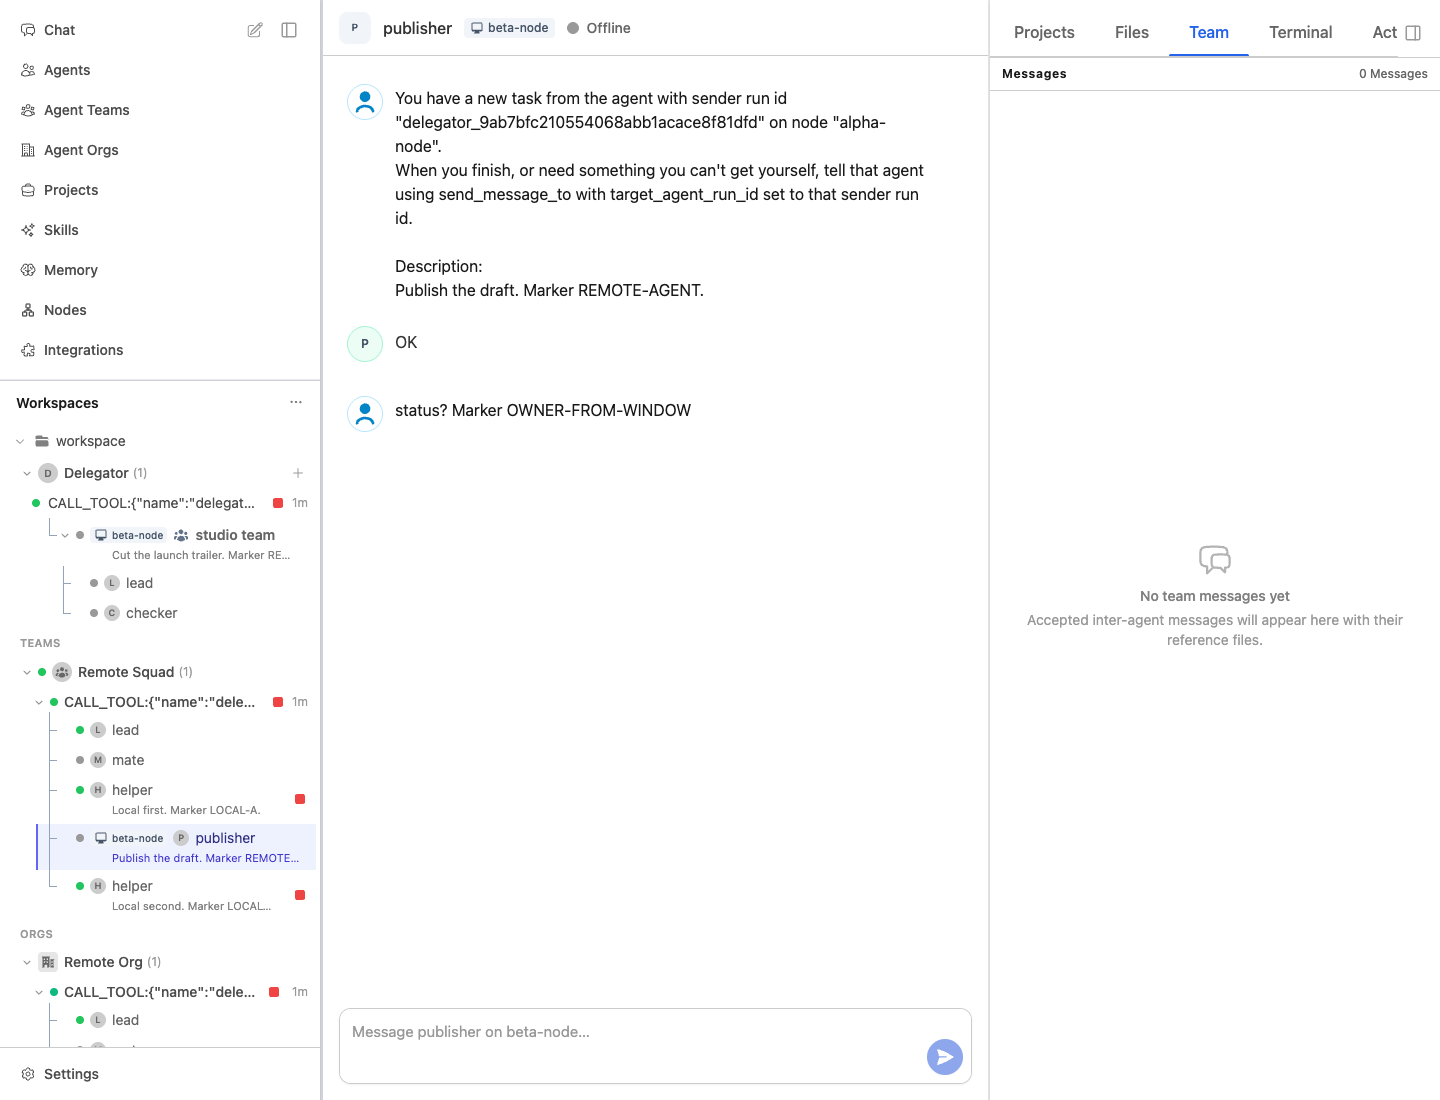 Chat
Agents
Agent Teams
Agent Orgs
Projects
Skills
Memory
Nodes
Integrations
Workspaces
workspace
D Delegator (1)
CALL_TOOL:{"name":"delegat... 1m
beta-node studio team
Cut the launch trailer. Marker RE...
L lead
C checker
TEAMS
Remote Squad (1)
CALL_TOOL:{"name":"dele... 1m
L lead
M mate
H helper
Local first. Marker LOCAL-A.
beta-node P publisher
Publish the draft. Marker REMOTE...
H helper
Local second. Marker LOCAL...
ORGS
Remote Org (1)
CALL_TOOL:{"name":"dele... 1m
L lead
Settings
P publisher beta-node Offline
You have a new task from the agent with sender run id
"delegator_9ab7bfc210554068abb1acace8f81dfd" on node "alpha-
node".
When you finish, or need something you can't get yourself, tell that agent
using send_message_to with target_agent_run_id set to that sender run
id.
Description:
Publish the draft. Marker REMOTE-AGENT.
P OK
status? Marker OWNER-FROM-WINDOW
Message publisher on beta-node...
Projects Files Team Terminal Act
Messages 0 Messages
No team messages yet
Accepted inter-agent messages will appear here with their
reference files.